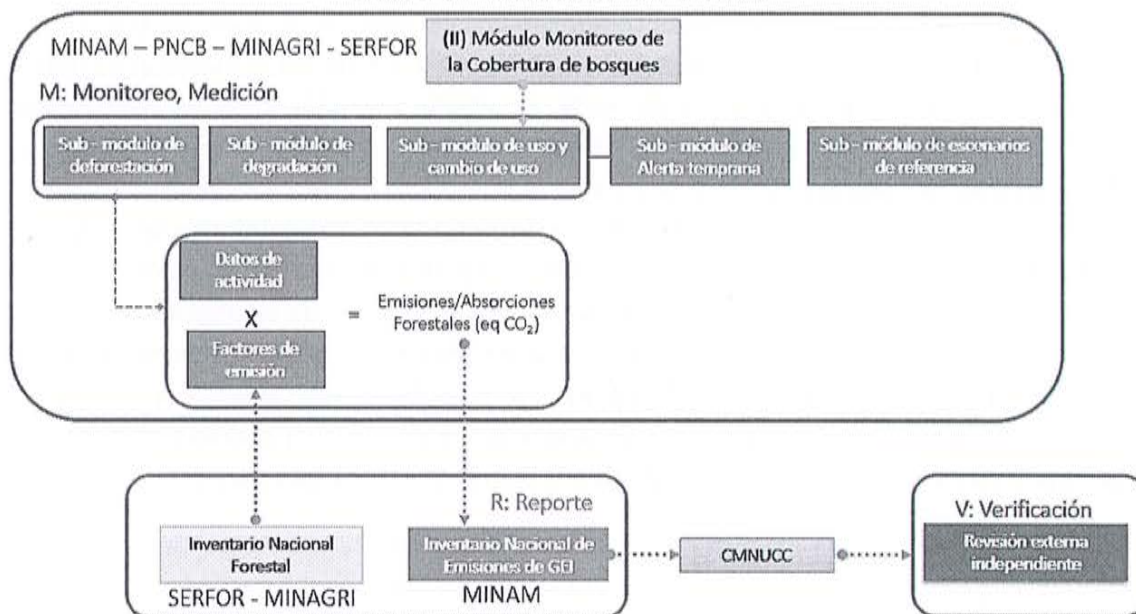 MINAM – PNCB – MINAGRI - SERFOR
(II) Módulo Monitoreo de
la Cobertura de bosques
M: Monitoreo, Medición
Sub - módulo de
deforestación
Sub - módulo de
degradación
Sub - módulo de uso y
cambio de uso
Sub - módulo de
Alerta temprana
Sub - módulo de escenarios
de referencia
Datos de
actividad
X
Factores de
emisión
=
Emisiones/Absorciones
Forestales (eq CO₂)
R: Reporte
Inventario Nacional
Forestal
SERFOR - MINAGRI
Inventario Nacional de
Emisiones de GEI
MINAM
CMNUCC
V: Verificación
Revisión externa
independiente